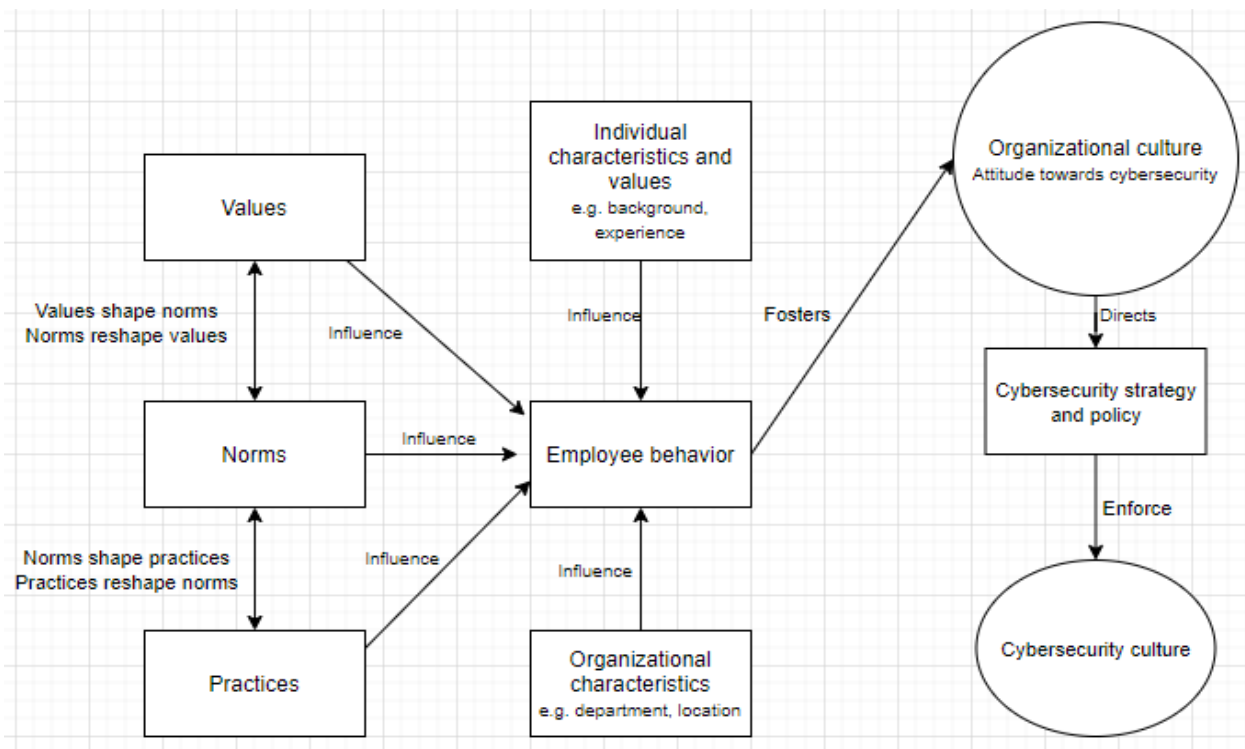 Organizational culture
Attitude towards cybersecurity
Individual
characteristics and
values
e.g. background,
experience
Values
Values shape norms
Norms reshape values
Influence
Influence
Fosters
Directs
Cybersecurity strategy
and policy
Norms
Influence
Employee behavior
Enforce
Norms shape practices
Practices reshape norms
Influence
Influence
Practices
Organizational
characteristics
e.g. department, location
Cybersecurity culture